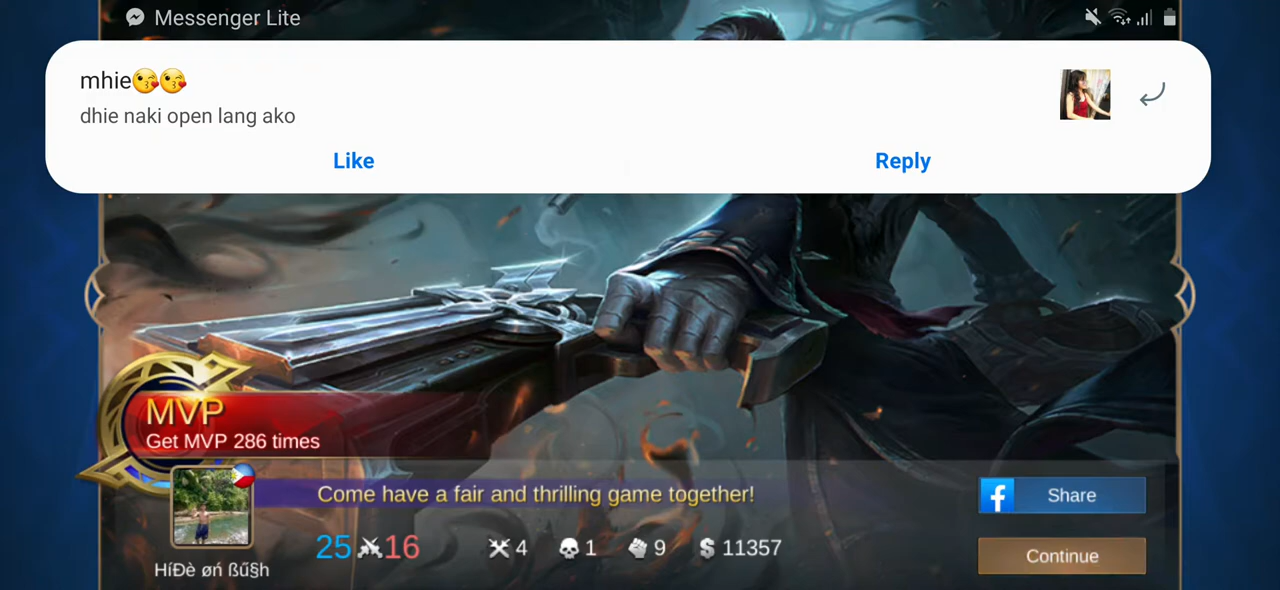 Messenger Lite
mhie😘😘
dhie naki open lang ako
Like
Reply
MVP
Get MVP 286 times
Come have a fair and thrilling game together!
Share
25 16 4 1 9 $ 11357
HíĐè øń ßű§h
Continue